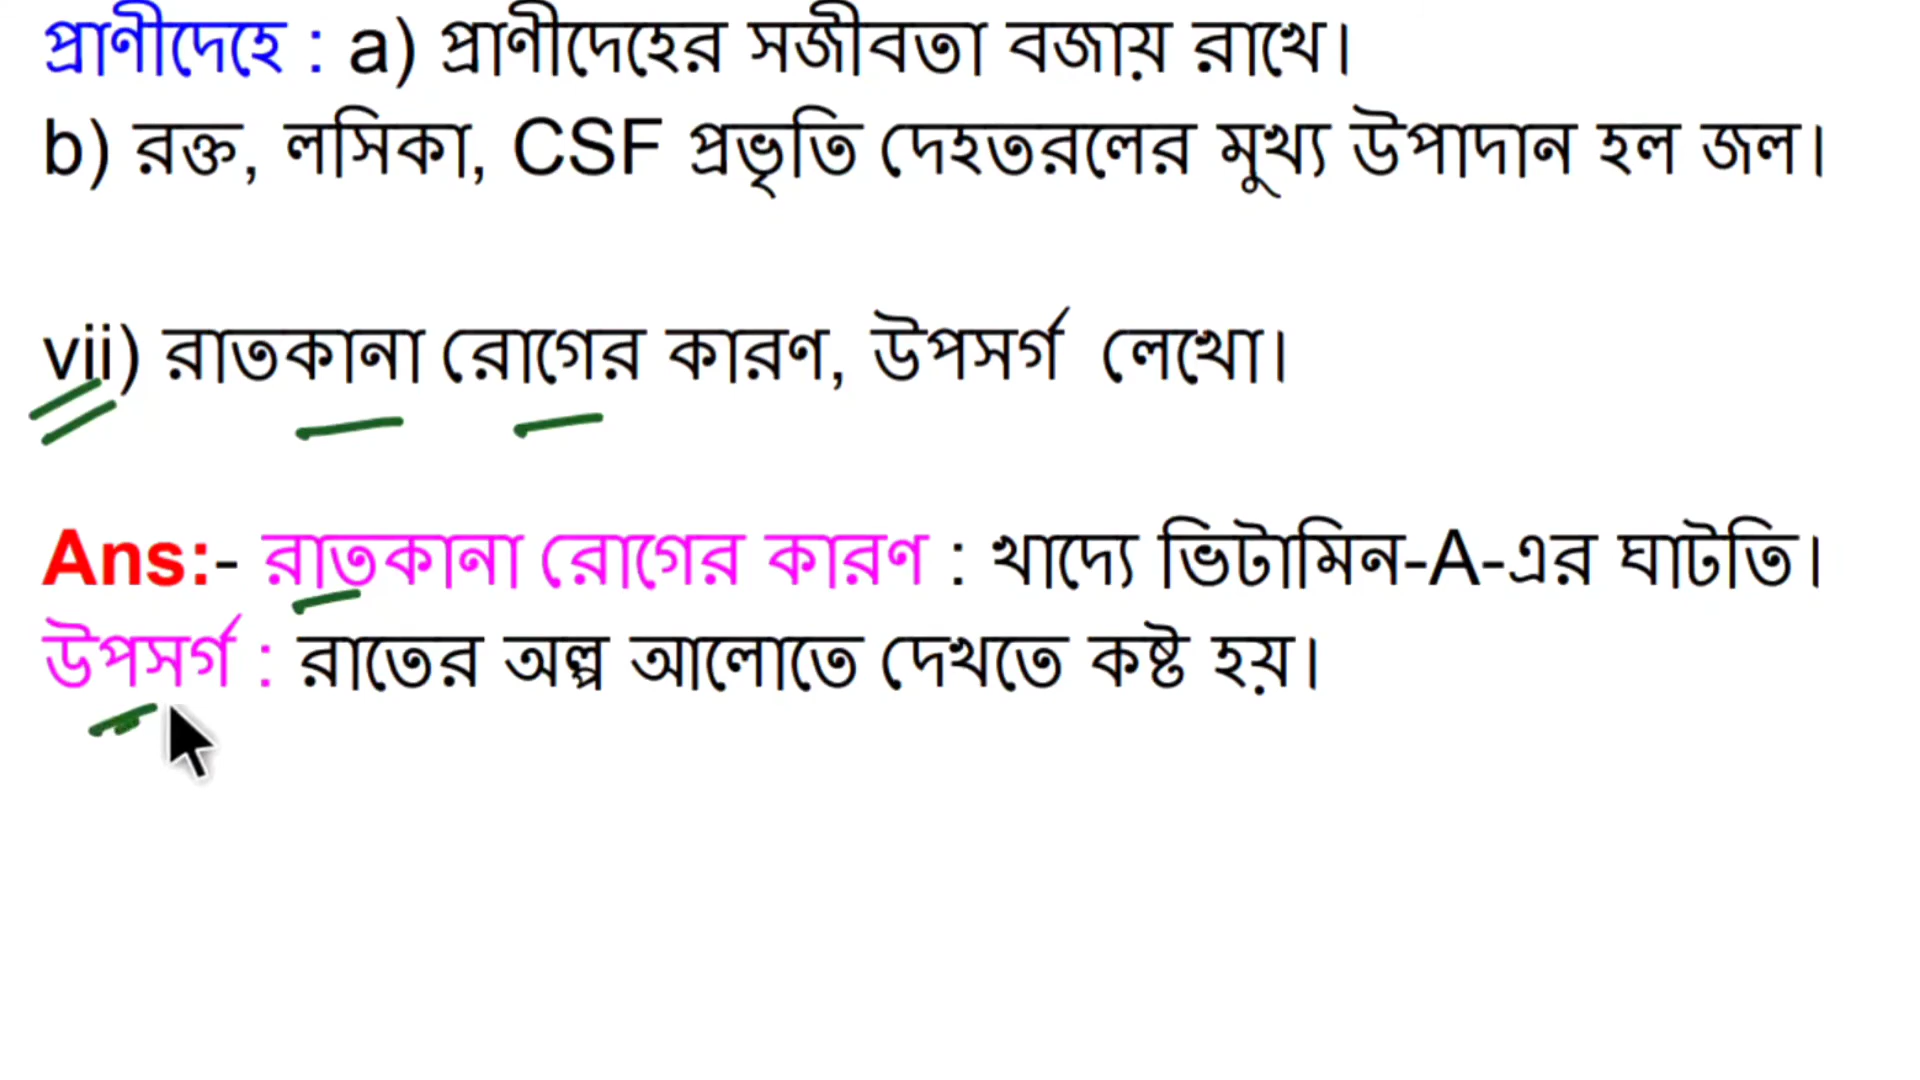 প্রাণীদেহে : a) প্রাণীদেহের সজীবতা বজায় রাখে।
b) রক্ত, লসিকা, CSF প্রভৃতি দেহতরলের মুখ্য উপাদান হল জল।
vii) রাতকানা রোগের কারণ, উপসর্গ লেখো।
Ans:- রাতকানা রোগের কারণ : খাদ্যে ভিটামিন-A-এর ঘাটতি।
উপসর্গ : রাতের অল্প আলোতে দেখতে কষ্ট হয়।